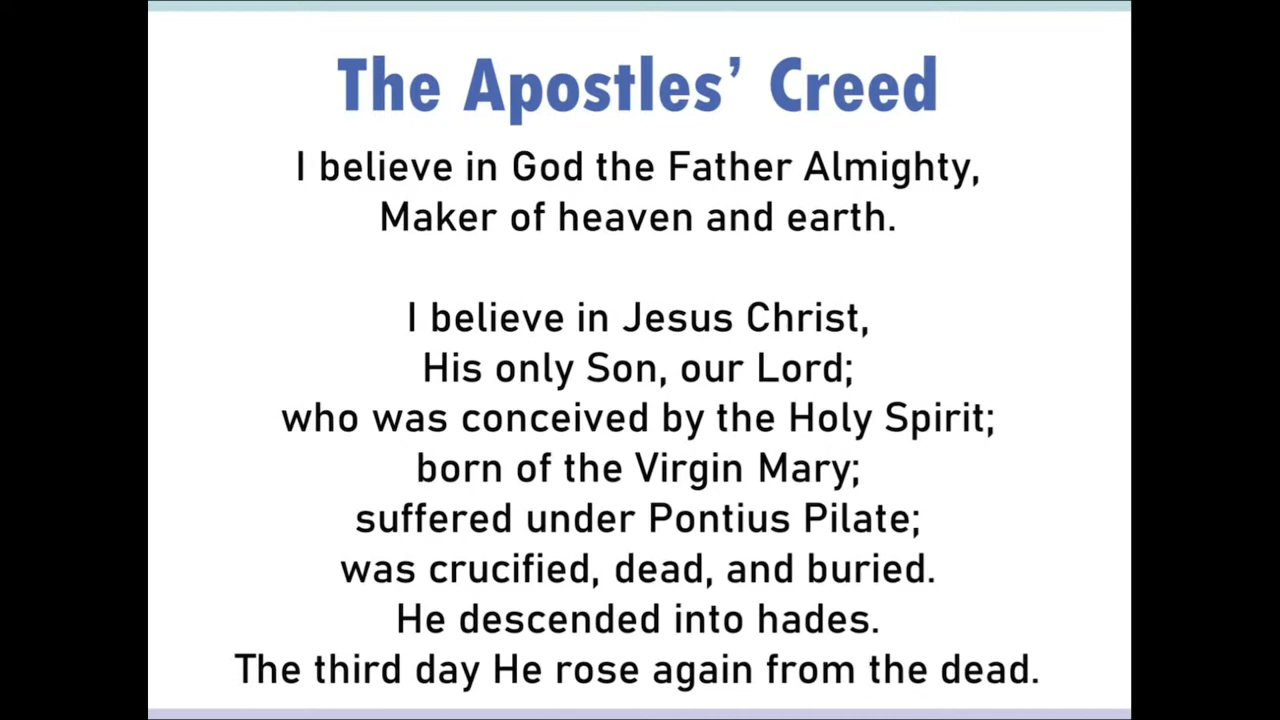 The Apostles’ Creed
I believe in God the Father Almighty,
Maker of heaven and earth.
I believe in Jesus Christ,
His only Son, our Lord;
who was conceived by the Holy Spirit;
born of the Virgin Mary;
suffered under Pontius Pilate;
was crucified, dead, and buried.
He descended into hades.
The third day He rose again from the dead.